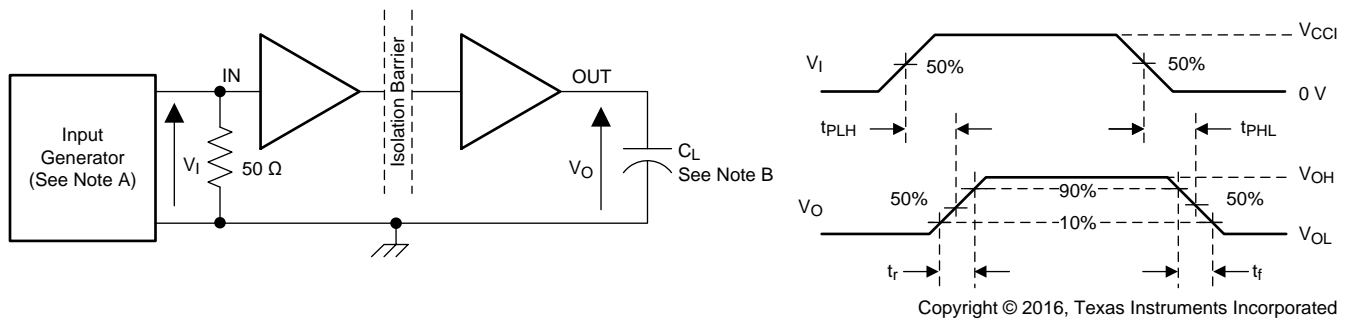 Input
Generator
(See Note A)
V_I
IN
50 Ω
Isolation Barrier
OUT
V_O
C_L
See Note B
V_I
50%
50%
V_CCI
0 V
t_PLH
t_PHL
V_O
50%
90%
10%
50%
V_OH
V_OL
t_r
t_f
Copyright © 2016, Texas Instruments Incorporated